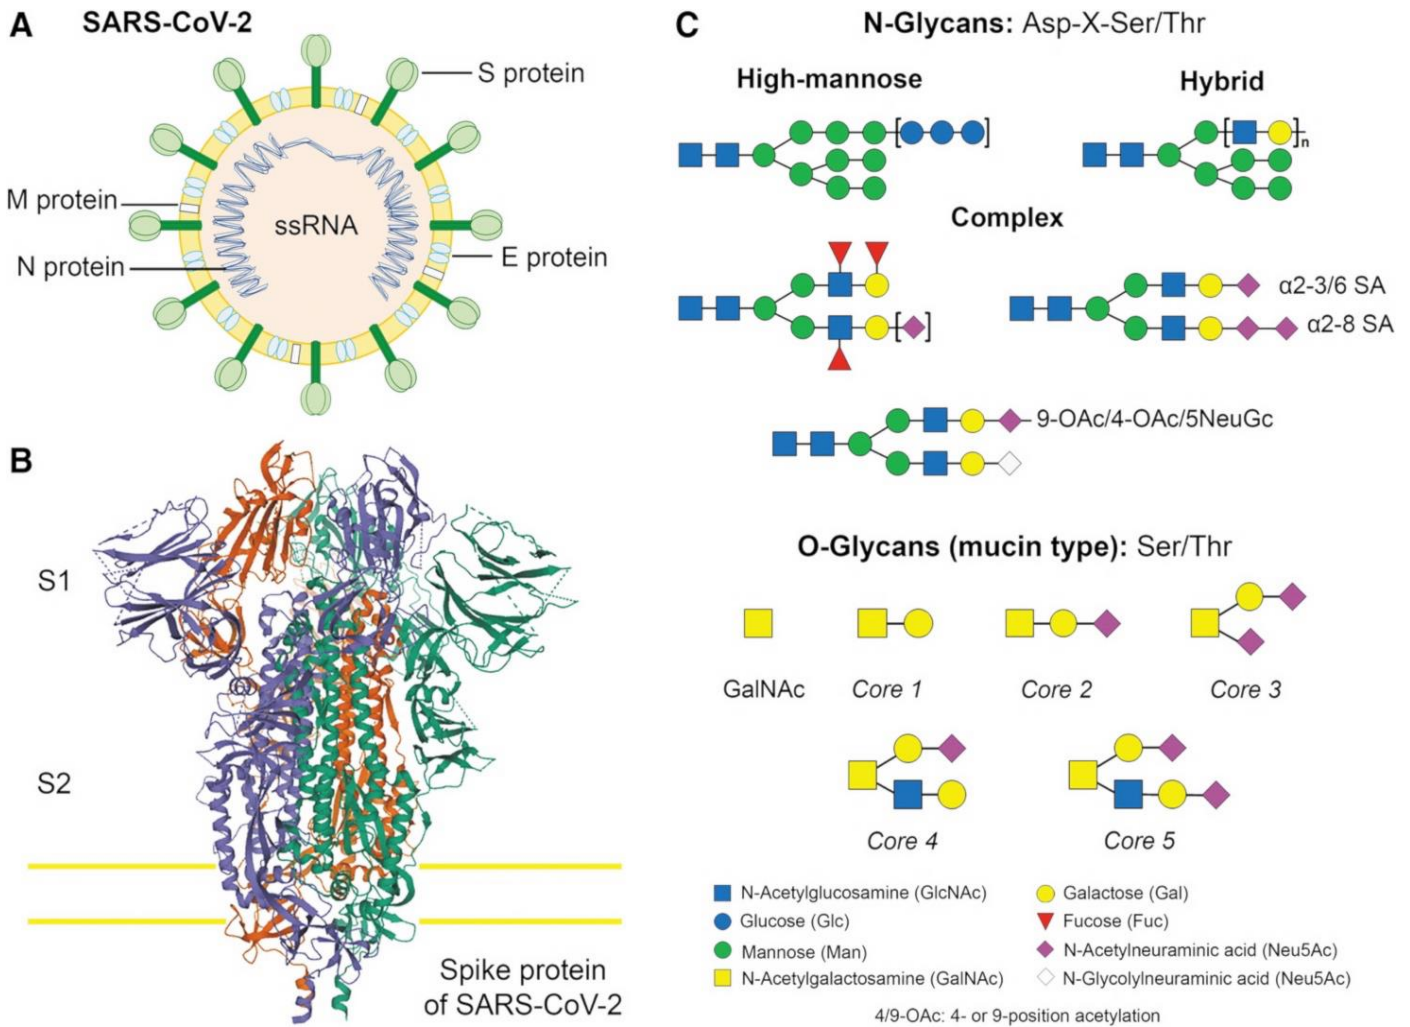 A
SARS-CoV-2
S protein
M protein
ssRNA
N protein
E protein
B
S1
S2
Spike protein
of SARS-CoV-2
C
N-Glycans: Asp-X-Ser/Thr
High-mannose
Hybrid
[ ]
[ ]n
Complex
[ ]
α2-3/6 SA
α2-8 SA
9-OAc/4-OAc/5NeuGc
O-Glycans (mucin type): Ser/Thr
GalNAc
Core 1
Core 2
Core 3
Core 4
Core 5
N-Acetylglucosamine (GlcNAc)
Glucose (Glc)
Mannose (Man)
N-Acetylgalactosamine (GalNAc)
Galactose (Gal)
Fucose (Fuc)
N-Acetylneuraminic acid (Neu5Ac)
N-Glycolylneuraminic acid (Neu5Ac)
4/9-OAc: 4- or 9-position acetylation